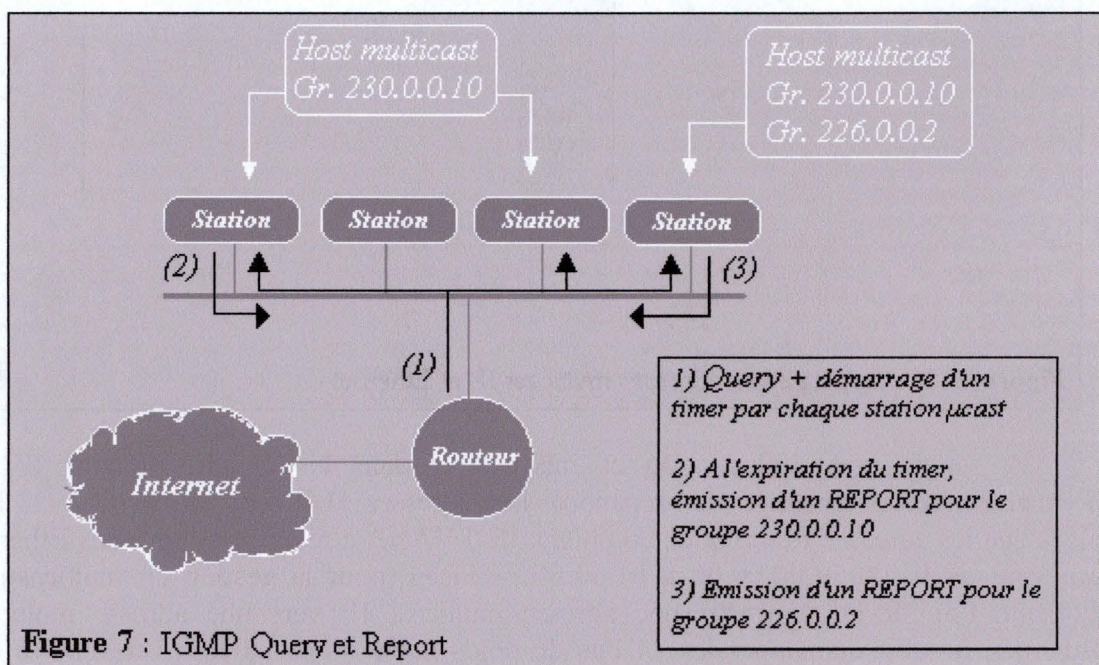 Host multicast
Gr. 230.0.0.10
Host multicast
Gr. 230.0.0.10
Gr. 226.0.0.2
Station
Station
Station
Station
(2)
(3)
(1)
Routeur
Internet
1) Query + démarrage d'un
timer par chaque station µcast
2) A l'expiration du timer,
émission d'un REPORT pour le
groupe 230.0.0.10
3) Emission d'un REPORT pour le
groupe 226.0.0.2
Figure 7 : IGMP Query et Report